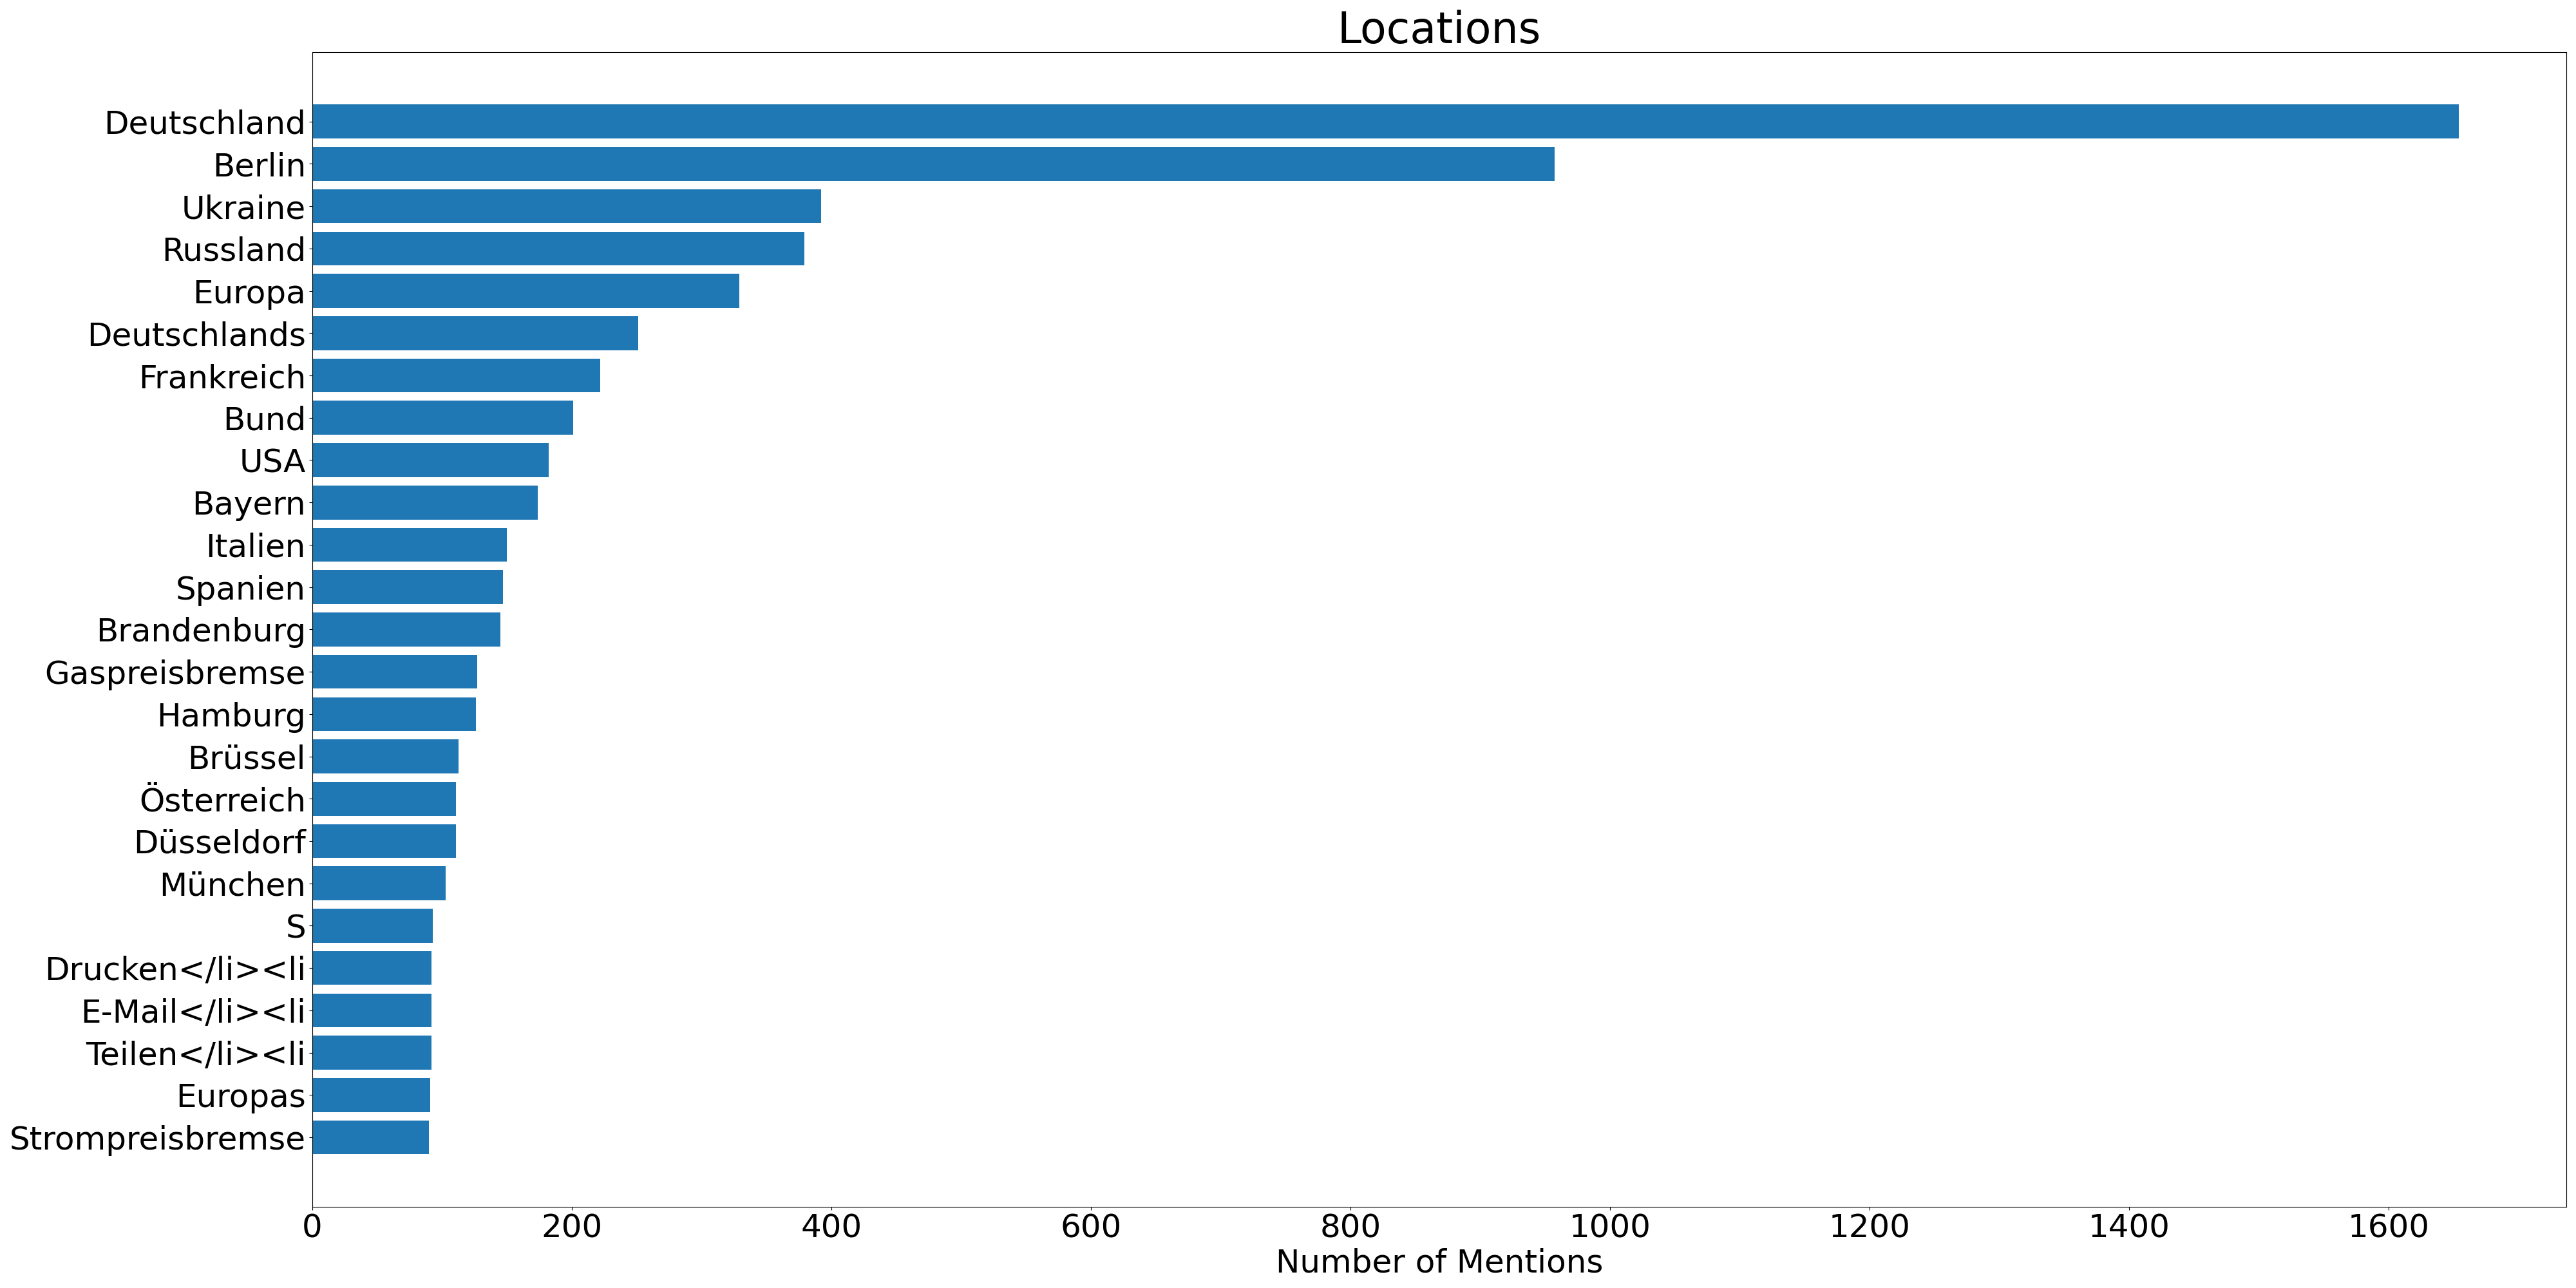 Locations
Deutschland
Berlin
Ukraine
Russland
Europa
Deutschlands
Frankreich
Bund
USA
Bayern
Italien
Spanien
Brandenburg
Gaspreisbremse
Hamburg
Brüssel
Österreich
Düsseldorf
München
S
Drucken</li><li
E-Mail</li><li
Teilen</li><li
Europas
Strompreisbremse
0 200 400 600 800 1000 1200 1400 1600
Number of Mentions